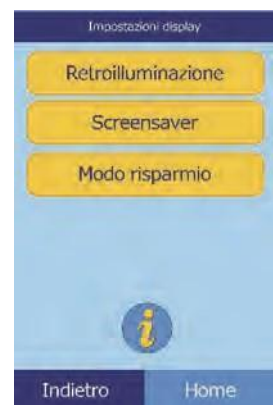 Impostazioni display
Retroilluminazione
Screensaver
Modo risparmio
i
Indietro Home